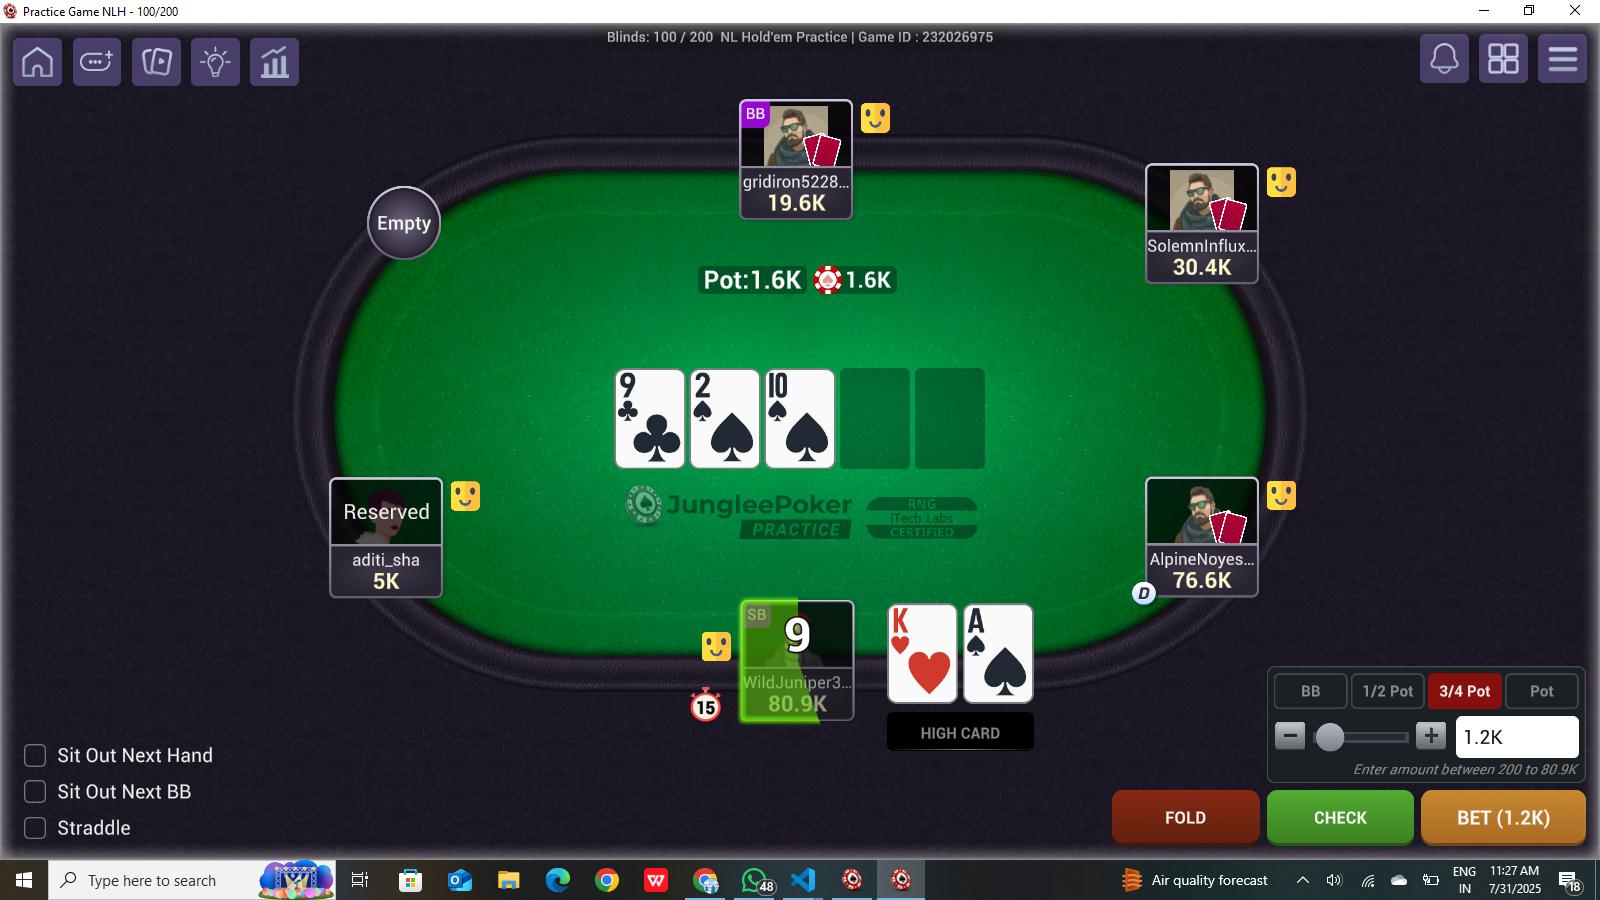 Practice Game NLH - 100/200
Blinds: 100 / 200 NL Hold'em Practice | Game ID : 232026975
BB
gridiron5228...
19.6K
Empty
SolemnInflux...
30.4K
Pot:1.6K 1.6K
9 2 10
JungleePoker
PRACTICE
RNG
iTech Labs
CERTIFIED
Reserved
aditi_sha
5K
AlpineNoyes...
76.6K
D
SB
9
WildJuniper3...
80.9K
15
K A
HIGH CARD
BB 1/2 Pot 3/4 Pot Pot
1.2K
Enter amount between 200 to 80.9K
Sit Out Next Hand
Sit Out Next BB
Straddle
FOLD CHECK BET (1.2K)
Type here to search
48
Air quality forecast
ENG
IN
11:27 AM
7/31/2025
18